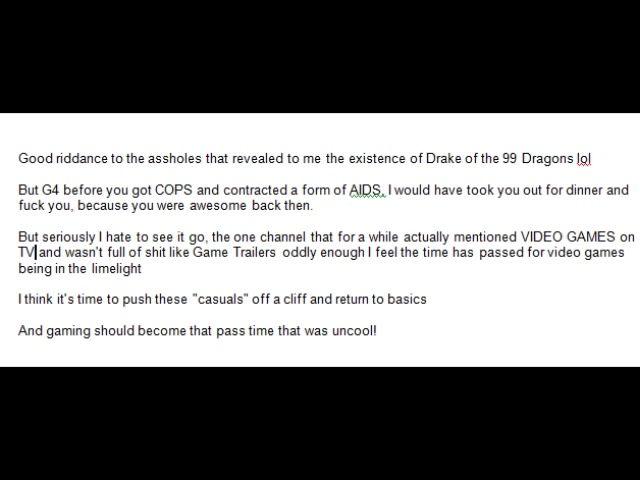 Good riddance to the assholes that revealed to me the existence of Drake of the 99 Dragons lol
But G4 before you got COPS and contracted a form of AIDS, I would have took you out for dinner and
fuck you, because you were awesome back then.
But seriously I hate to see it go, the one channel that for a while actually mentioned VIDEO GAMES on
TV and wasn't full of shit like Game Trailers oddly enough I feel the time has passed for video games
being in the limelight
I think it's time to push these "casuals" off a cliff and return to basics
And gaming should become that pass time that was uncool!